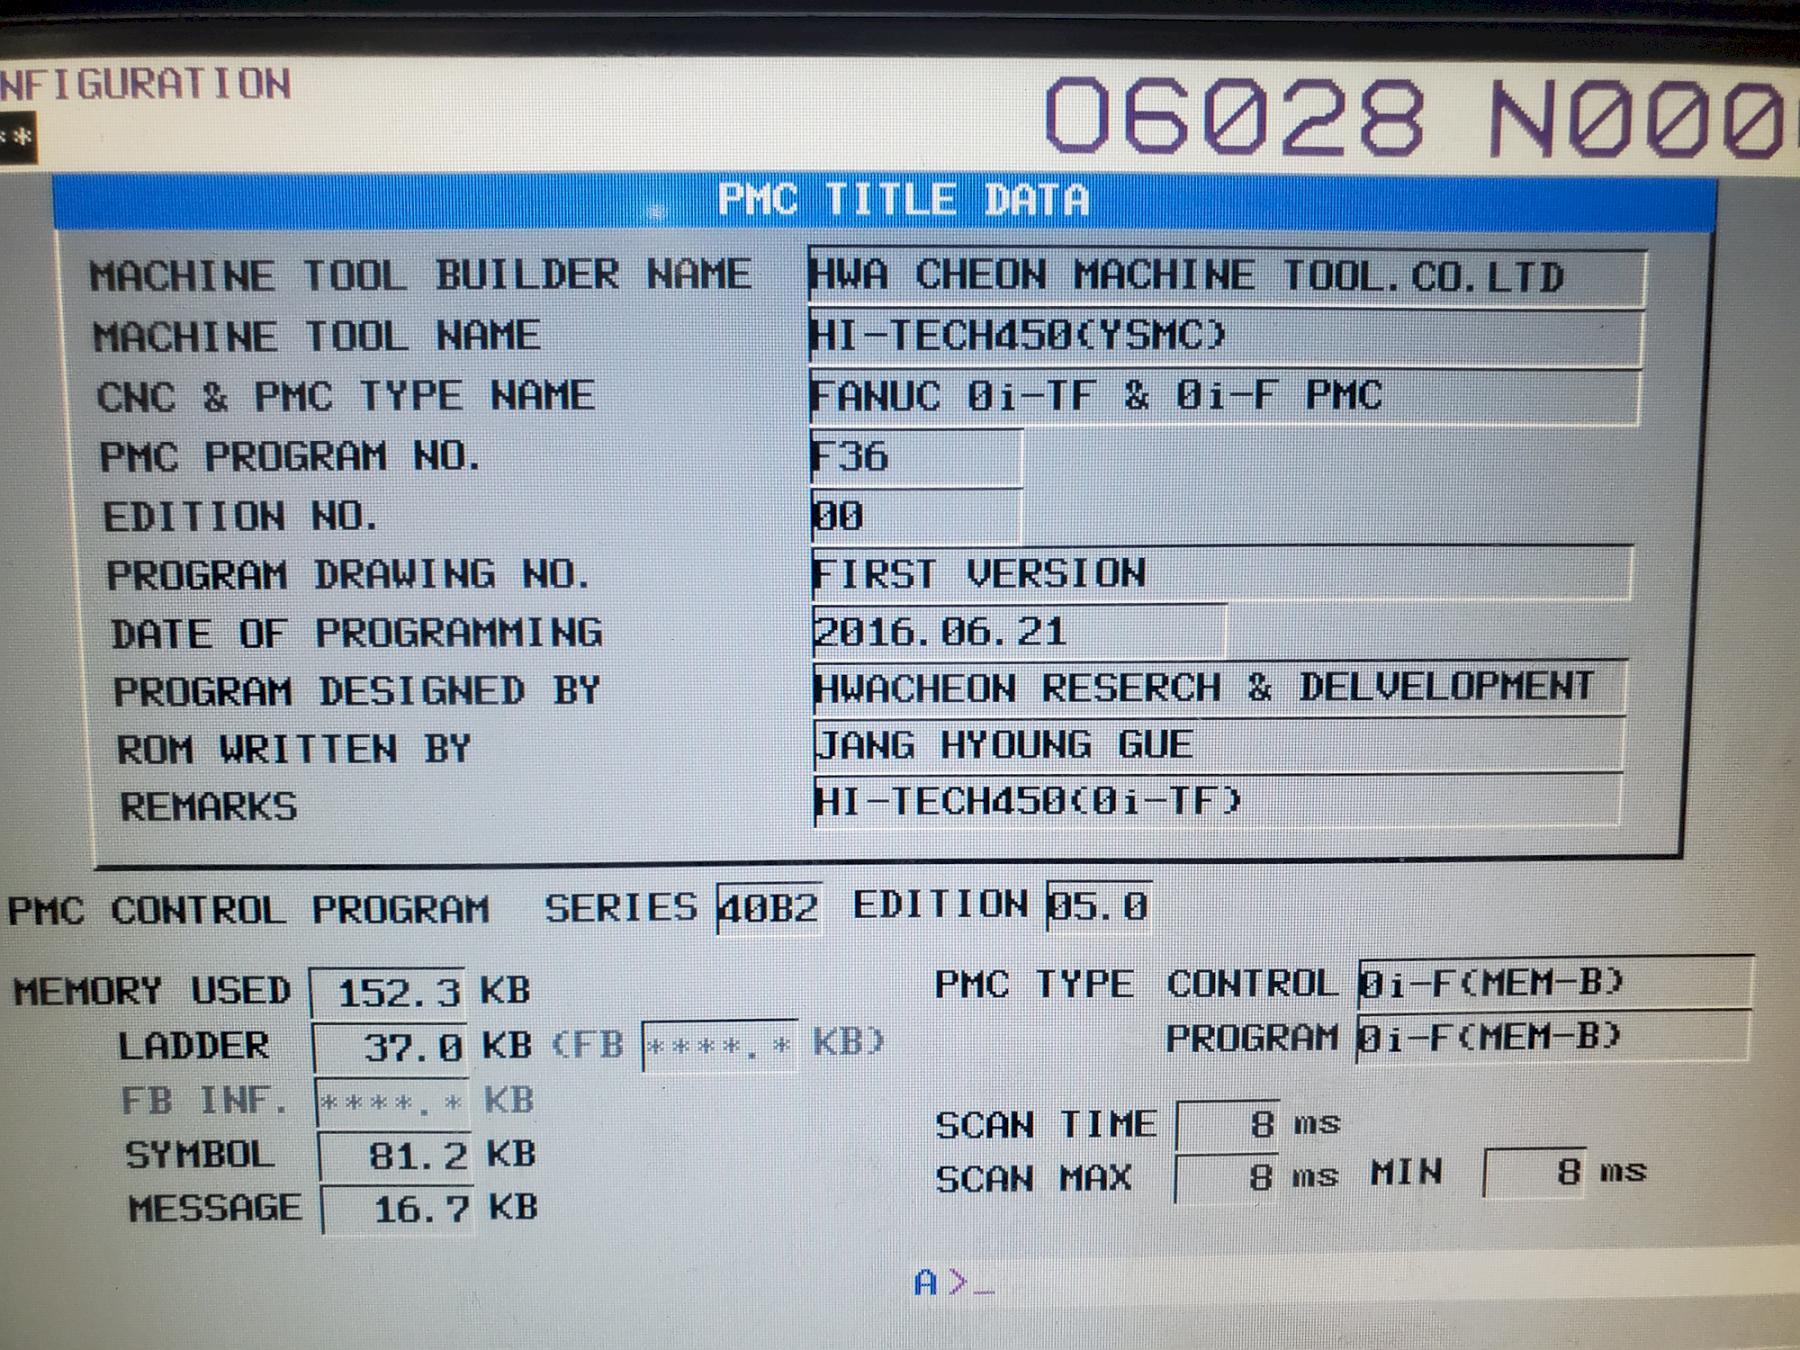 NFIGURATION
O6028 N000
**
PMC TITLE DATA
MACHINE TOOL BUILDER NAME HWA CHEON MACHINE TOOL.CO.LTD
MACHINE TOOL NAME HI-TECH450(YSMC)
CNC & PMC TYPE NAME FANUC 0i-TF & 0i-F PMC
PMC PROGRAM NO. F36
EDITION NO. 00
PROGRAM DRAWING NO. FIRST VERSION
DATE OF PROGRAMMING 2016.06.21
PROGRAM DESIGNED BY HWACHEON RESERCH & DELVELOPMENT
ROM WRITTEN BY JANG HYOUNG GUE
REMARKS HI-TECH450(0i-TF)
PMC CONTROL PROGRAM SERIES 40B2 EDITION 05.0
MEMORY USED 152.3 KB PMC TYPE CONTROL 0i-F(MEM-B)
LADDER 37.0 KB (FB ****.* KB) PROGRAM 0i-F(MEM-B)
FB INF. ****.* KB
SCAN TIME 8 ms
SYMBOL 81.2 KB
SCAN MAX 8 ms MIN 8 ms
MESSAGE 16.7 KB
A>_